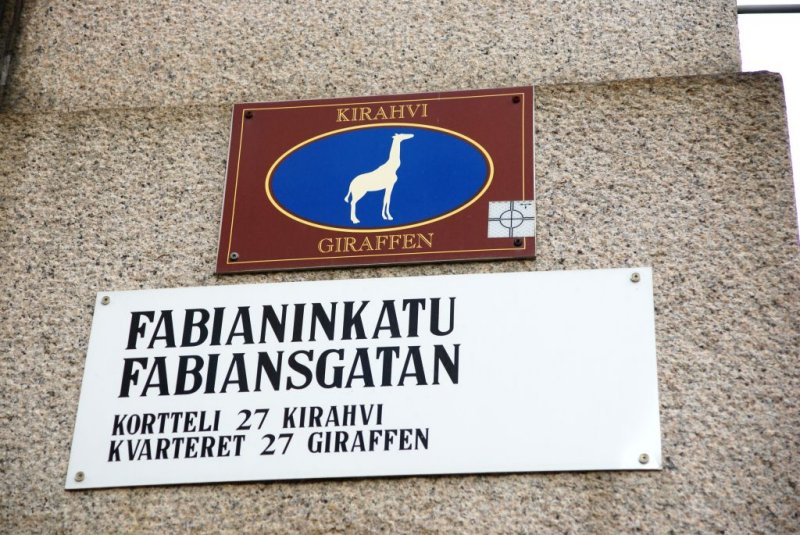 KIRAHVI
GIRAFFEN
FABIANINKATU
FABIANSGATAN
KORTTELI 27 KIRAHVI
KVARTERET 27 GIRAFFEN